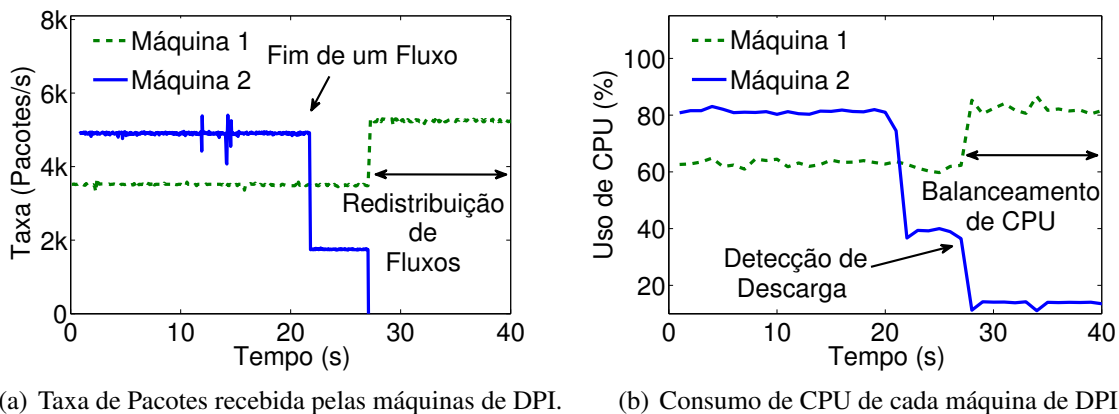 8k
6k
4k
2k
0
Taxa (Pacotes/s)
Máquina 1
Máquina 2
Fim de um Fluxo
Redistribuição
de
Fluxos
0 10 20 30 40
Tempo (s)
100
80
60
40
20
Uso de CPU (%)
Máquina 1
Máquina 2
Balanceamento
de CPU
Detecção de
Descarga
0 10 20 30 40
Tempo (s)
(a) Taxa de Pacotes recebida pelas máquinas de DPI.
(b) Consumo de CPU de cada máquina de DPI